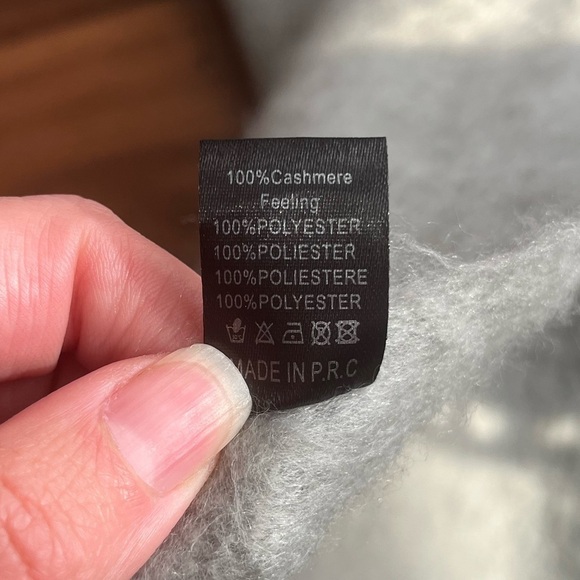 100%Cashmere
Feeling
100%POLYESTER
100%POLIESTER
100%POLIESTERE
100%POLYESTER
MADE IN P.R.C